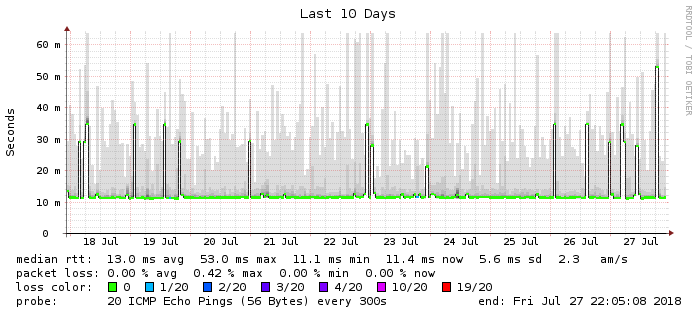 Last 10 Days
RRDTOOL / TOBI OETIKER
Seconds
60 m
50 m
40 m
30 m
20 m
10 m
0
18 Jul 19 Jul 20 Jul 21 Jul 22 Jul 23 Jul 24 Jul 25 Jul 26 Jul 27 Jul
median rtt: 13.0 ms avg 53.0 ms max 11.1 ms min 11.4 ms now 5.6 ms sd 2.3 am/s
packet loss: 0.00 % avg 0.42 % max 0.00 % min 0.00 % now
loss color: 0 1/20 2/20 3/20 4/20 10/20 19/20
probe: 20 ICMP Echo Pings (56 Bytes) every 300s end: Fri Jul 27 22:05:08 2018